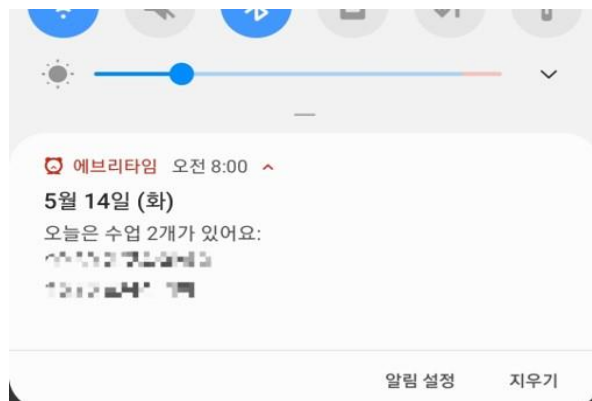 에브리타임 오전 8:00
5월 14일 (화)
오늘은 수업 2개가 있어요:
알림 설정 지우기